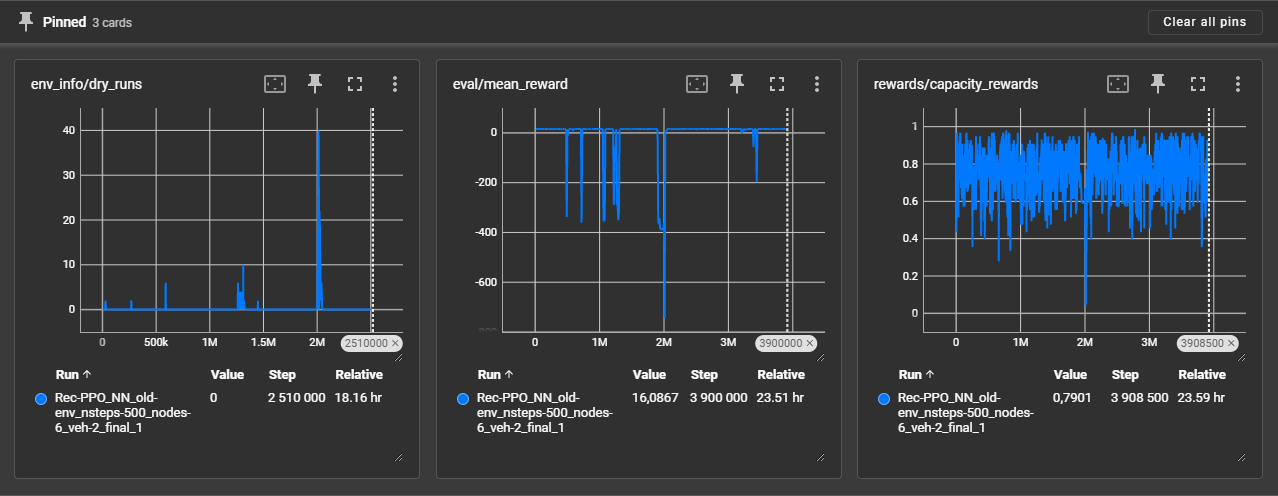 Pinned 3 cards
Clear all pins
env_info/dry_runs
40
30
20
10
0
0 500k 1M 1.5M 2M
2510000 ×
Run ↑ Value Step Relative
Rec-PPO_NN_old- 0 2 510 000 18.16 hr
env_nsteps-500_nodes-
6_veh-2_final_1
eval/mean_reward
0
-200
-400
-600
-800
0 1M 2M 3M
3900000 ×
Run ↑ Value Step Relative
Rec-PPO_NN_old- 16,0867 3 900 000 23.51 hr
env_nsteps-500_nodes-
6_veh-2_final_1
rewards/capacity_rewards
1
0.8
0.6
0.4
0.2
0
0 1M 2M 3M
3908500 ×
Run ↑ Value Step Relative
Rec-PPO_NN_old- 0,7901 3 908 500 23.59 hr
env_nsteps-500_nodes-
6_veh-2_final_1